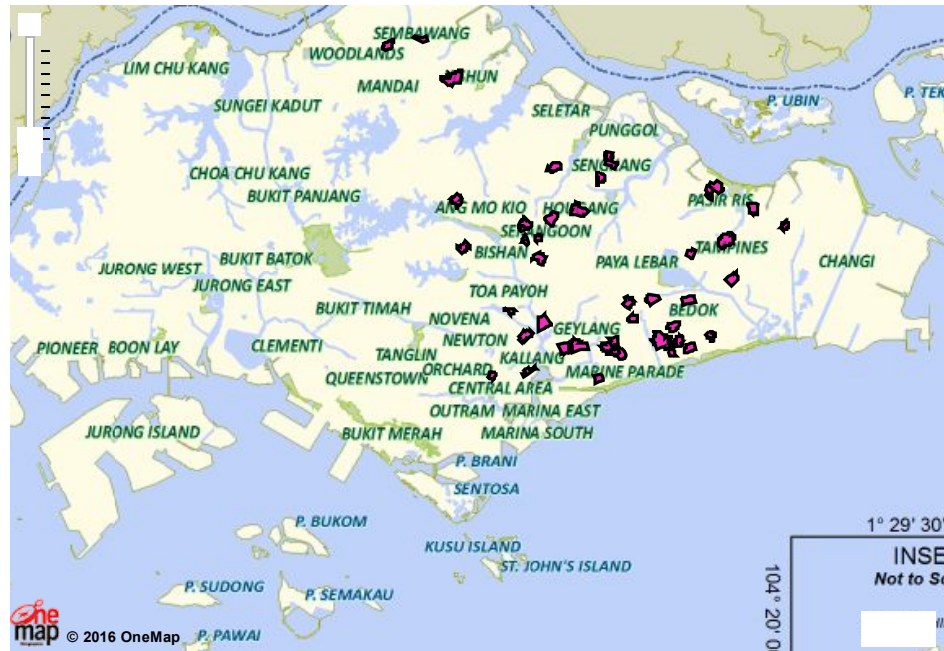 SEMBAWANG
WOODLANDS
LIM CHU KANG
MANDAI
SHUN
SUNGEI KADUT
SELETAR
P. UBIN
P. TEK
PUNGGOL
SENGKANG
CHOA CHU KANG
BUKIT PANJANG
ANG MO KIO
HOUGANG
PASIR RIS
SERANGOON
BISHAN
TAMPINES
BUKIT BATOK
PAYA LEBAR
CHANGI
JURONG WEST
JURONG EAST
TOA PAYOH
BUKIT TIMAH
NOVENA
BEDOK
GEYLANG
NEWTON
PIONEER
BOON LAY
CLEMENTI
TANGLIN
KALLANG
ORCHARD
QUEENSTOWN
MARINE PARADE
CENTRAL AREA
OUTRAM
MARINA EAST
JURONG ISLAND
BUKIT MERAH
MARINA SOUTH
P. BRANI
SENTOSA
P. BUKOM
KUSU ISLAND
ST. JOHN'S ISLAND
P. SUDONG
P. SEMAKAU
P. PAWAI
1° 29' 30'
INSE
Not to Sc
104° 20' 0
One
map
© 2016 OneMap